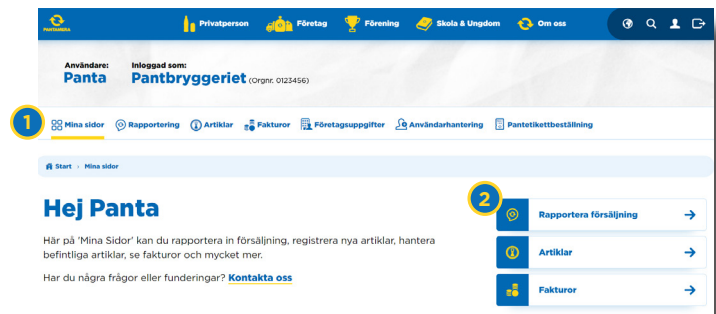 PANTAMERA Privatperson Företag Förening Skola & Ungdom Om oss
Användare: Inloggad som:
Panta Pantbryggeriet (Orgnr. 0123456)
1 Mina sidor Rapportering Artiklar Fakturor Företagsuppgifter Användarhantering Pantetikettbeställning
Start › Mina sidor
Hej Panta
Här på 'Mina Sidor' kan du rapportera in försäljning, registrera nya artiklar, hantera
befintliga artiklar, se fakturor och mycket mer.
Har du några frågor eller funderingar? Kontakta oss
2
Rapportera försäljning
Artiklar
Fakturor